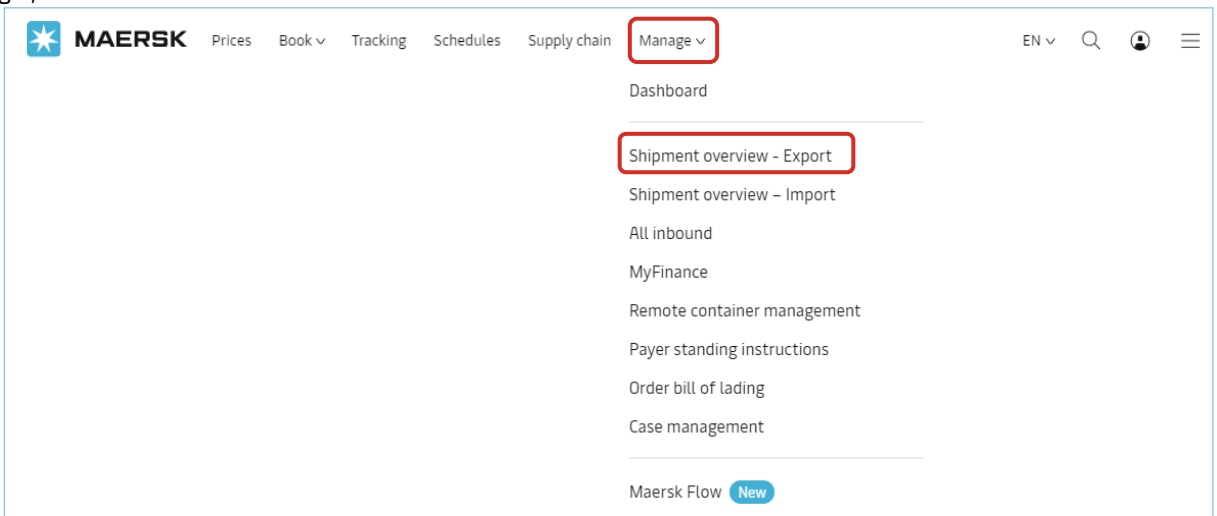 MAERSK Prices Book Tracking Schedules Supply chain Manage EN
Dashboard
Shipment overview - Export
Shipment overview – Import
All inbound
MyFinance
Remote container management
Payer standing instructions
Order bill of lading
Case management
Maersk Flow New